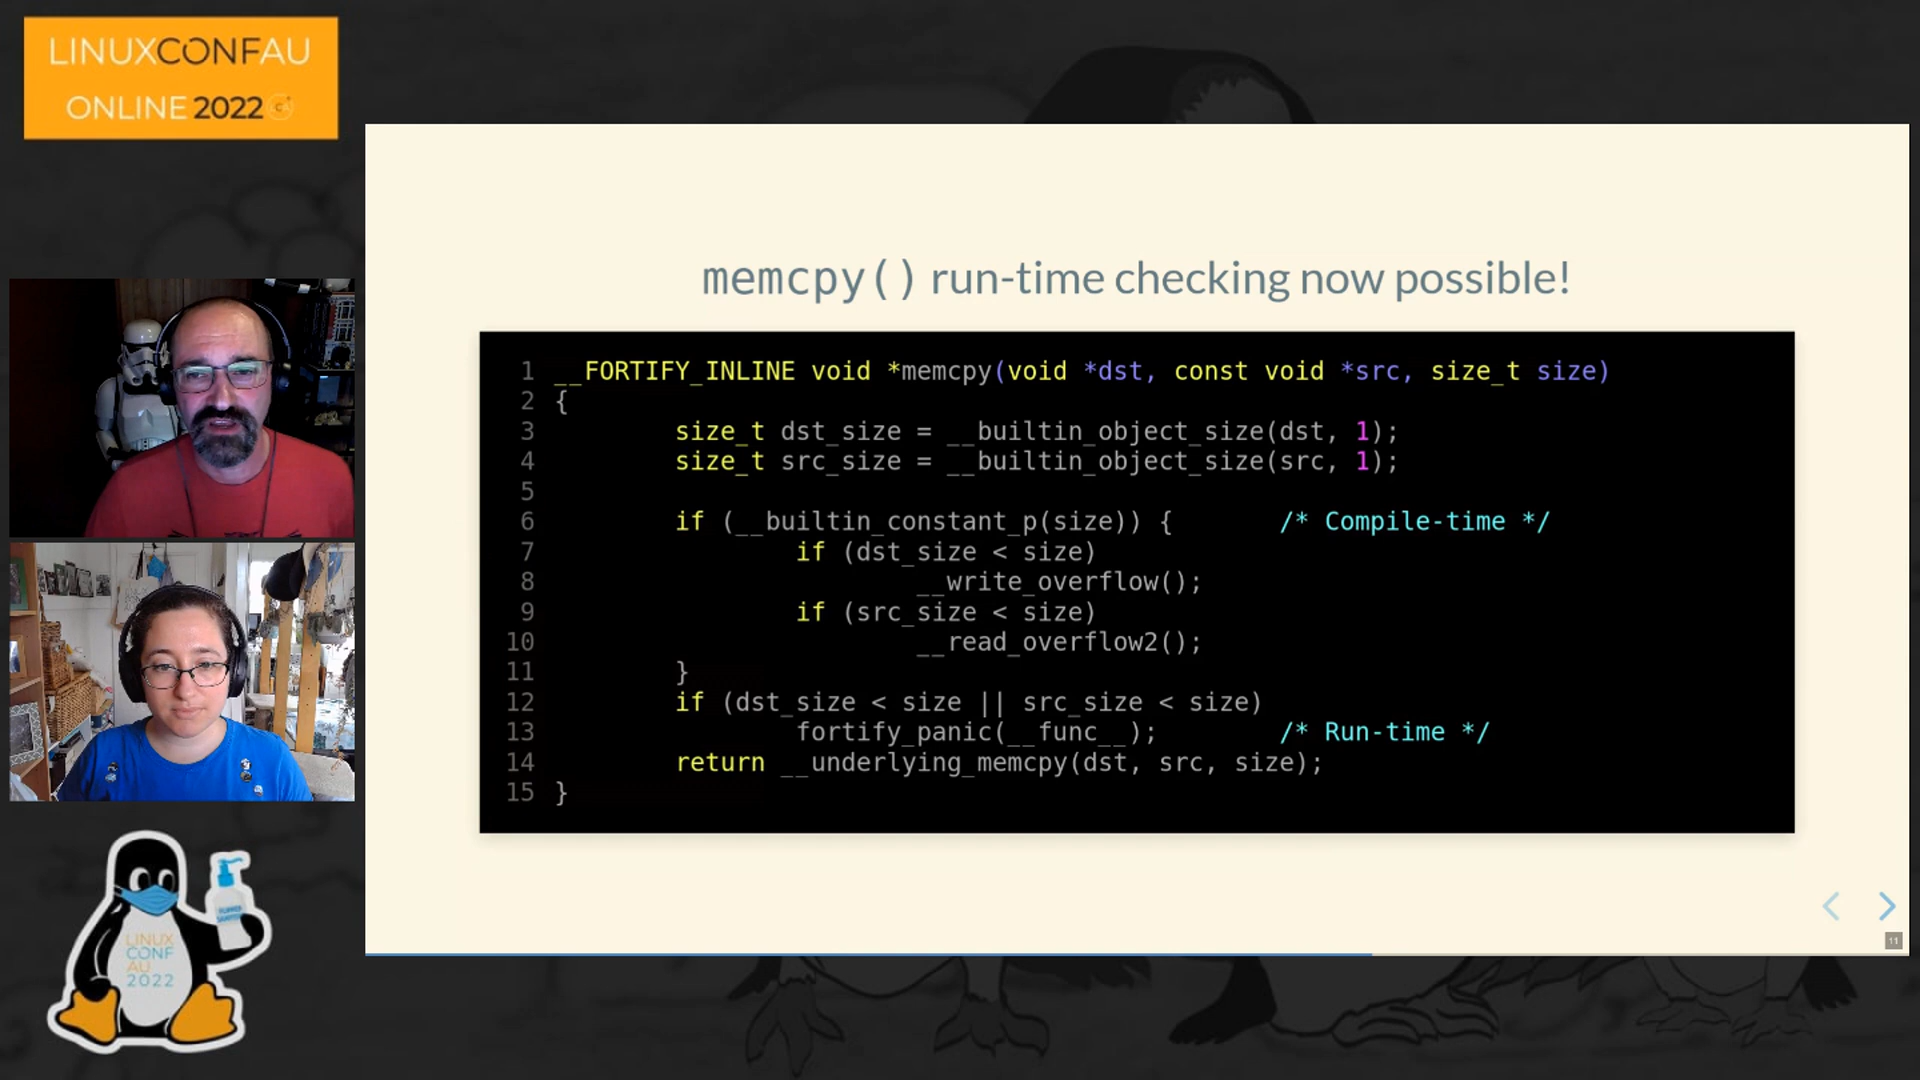 LINUXCONFAU
ONLINE 2022
memcpy() run-time checking now possible!
1 __FORTIFY_INLINE void *memcpy(void *dst, const void *src, size_t size)
2 {
3 size_t dst_size = __builtin_object_size(dst, 1);
4 size_t src_size = __builtin_object_size(src, 1);
5
6 if (__builtin_constant_p(size)) { /* Compile-time */
7 if (dst_size < size)
8 __write_overflow();
9 if (src_size < size)
10 __read_overflow2();
11 }
12 if (dst_size < size || src_size < size)
13 fortify_panic(__func__); /* Run-time */
14 return __underlying_memcpy(dst, src, size);
15 }
LINUX
CONF
AU
2022
11